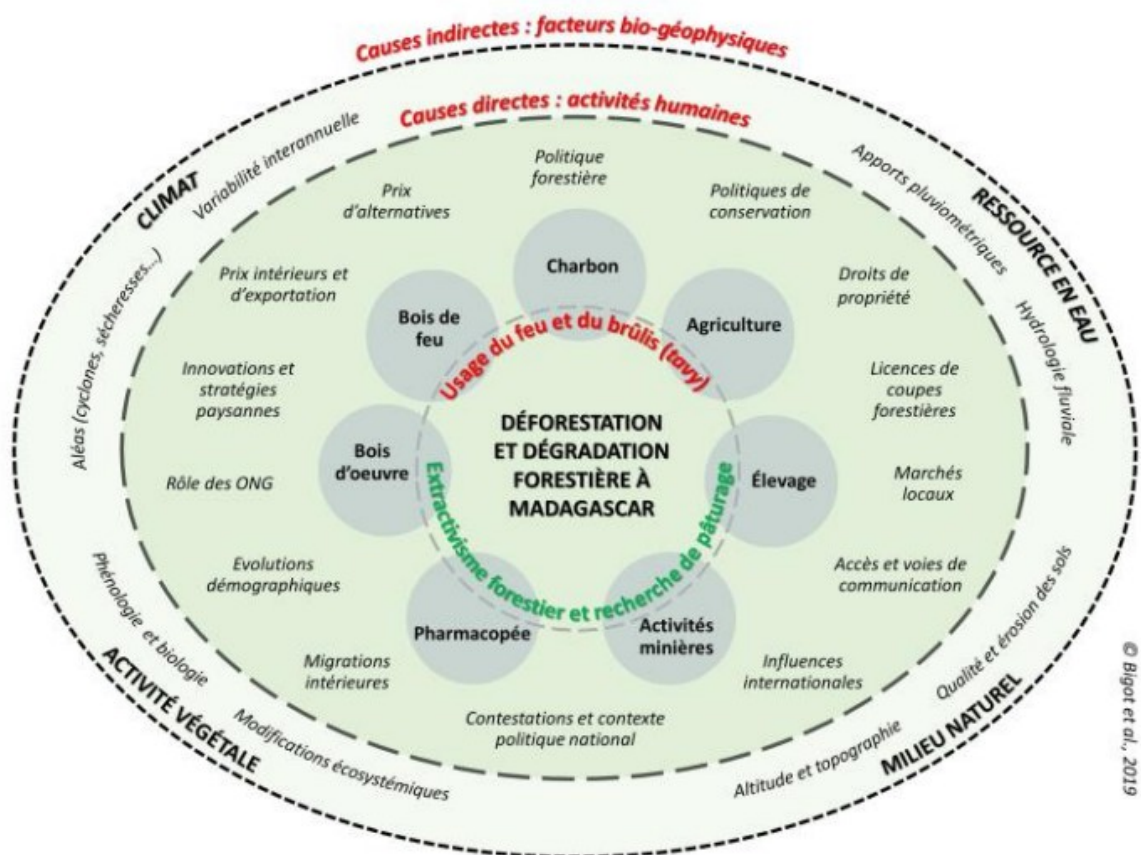 Causes indirectes : facteurs bio-géophysiques
Causes directes : activités humaines
CLIMAT
Variabilité interannuelle
Aléas (cyclones, sécheresses...)
RESSOURCE EN EAU
Apports pluviométriques
Hydrologie fluviale
Politique
forestière
Prix
d'alternatives
Politiques de
conservation
Prix intérieurs et
d'exportation
Droits de
propriété
Innovations et
stratégies
paysannes
Licences de
coupes
forestières
Rôle des ONG
Marchés
locaux
Evolutions
démographiques
Accès et voies de
communication
Migrations
intérieures
Influences
internationales
Contestations et contexte
politique national
Charbon
Bois de
feu
Agriculture
Bois
d'oeuvre
Élevage
Pharmacopée
Activités
minières
Usage du feu et du brûlis (tavy)
DÉFORESTATION
ET DÉGRADATION
FORESTIÈRE À
MADAGASCAR
Extractivisme forestier et recherche de pâturage
Phénologie et biologie
ACTIVITÉ VÉGÉTALE
Modifications écosystémiques
Qualité et érosion des sols
MILIEU NATUREL
Altitude et topographie
© Bigot et al., 2019